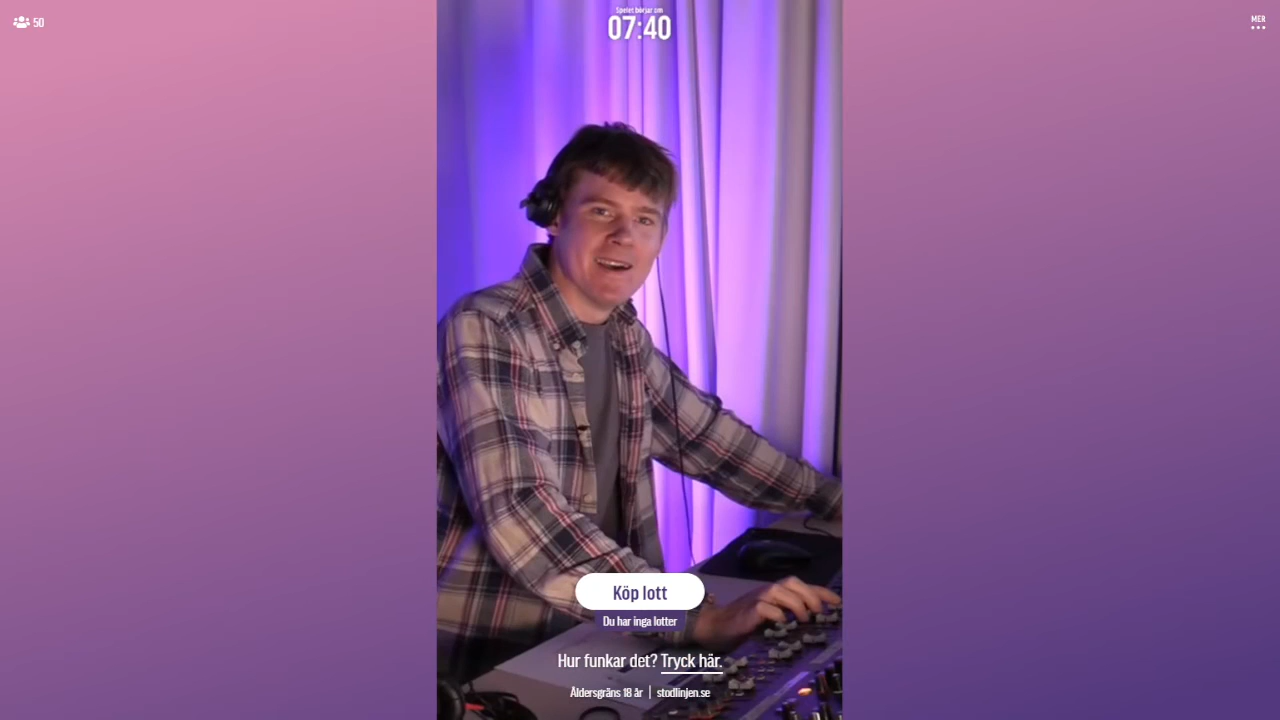 50
Spelet börjar om
07:40
MER
Köp lott
Du har inga lotter
Hur funkar det? Tryck här.
Åldersgräns 18 år | stodlinjen.se